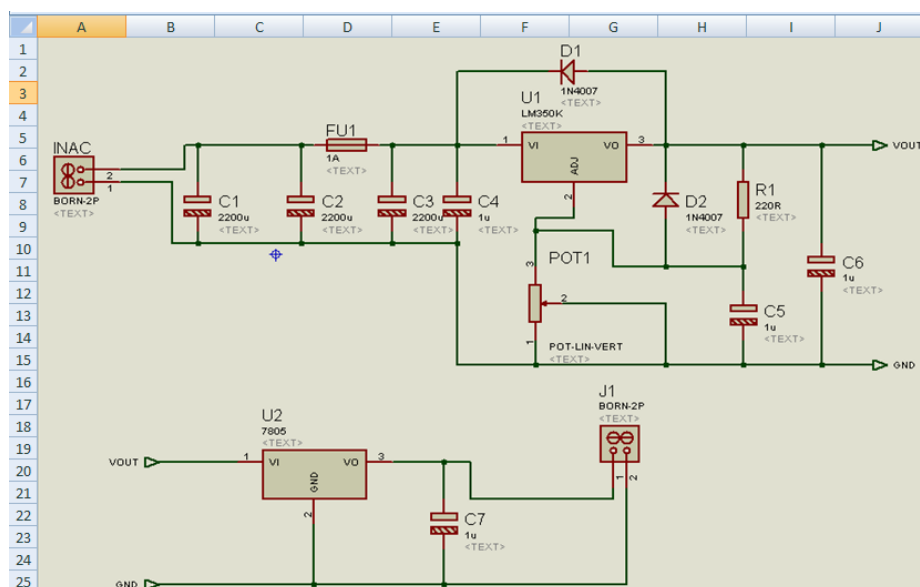 A B C D E F G H I J
1
2
3
4
5
6
7
8
9
10
11
12
13
14
15
16
17
18
19
20
21
22
23
24
25
D1
1N4007
<TEXT>
U1
LM350K
<TEXT>
1 VI VO 3
ADJ
2
INAC
2
1
BORN-2P
<TEXT>
FU1
1A
<TEXT>
C1
2200u
<TEXT>
C2
2200u
<TEXT>
C3
2200u
<TEXT>
C4
1u
<TEXT>
D2
1N4007
<TEXT>
R1
220R
<TEXT>
VOUT
POT1
3
2
1
POT-LIN-VERT
<TEXT>
C5
1u
<TEXT>
C6
1u
<TEXT>
GND
U2
7805
<TEXT>
VOUT 1 VI VO 3
GND
2
C7
1u
<TEXT>
J1
BORN-2P
<TEXT>
1 2
GND